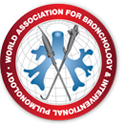 WORLD ASSOCIATION FOR BRONCHOLOGY & INTERVENTIONAL PULMONOLOGY •